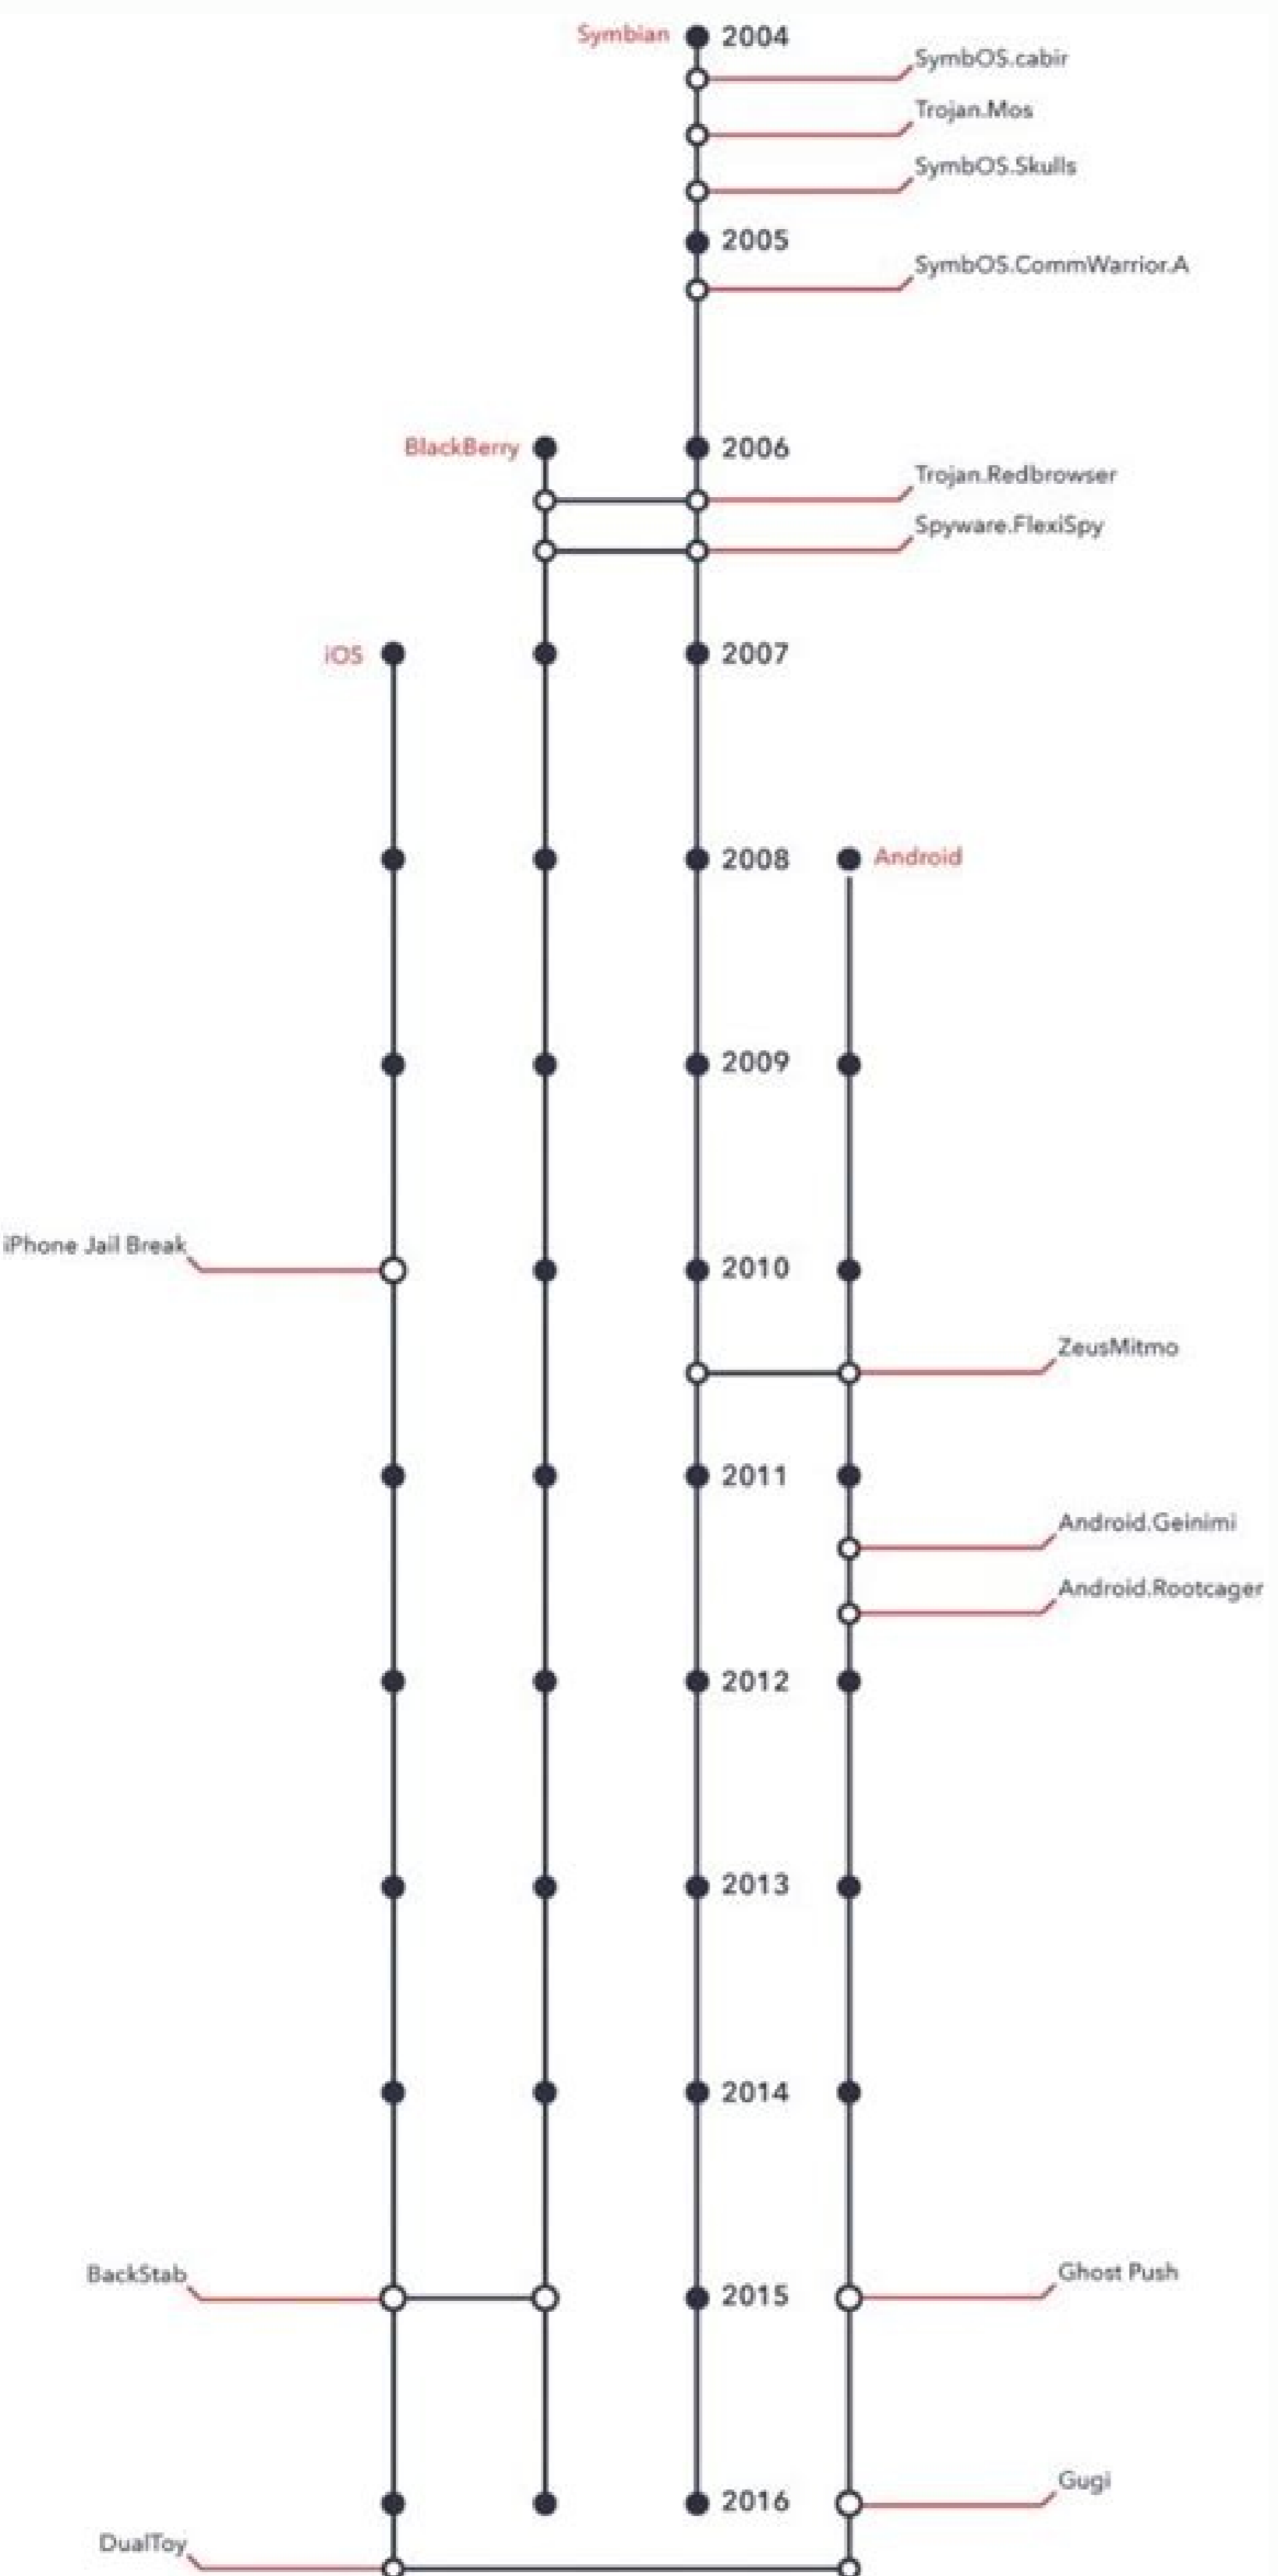 Symbian
2004
SymbOS.cabir
Trojan.Mos
SymbOS.Skulls
2005
SymbOS.CommWarrior.A
BlackBerry
2006
Trojan.Redbrowser
Spyware.FlexiSpy
iOS
2007
2008
Android
2009
iPhone Jail Break
2010
ZeusMitmo
2011
Android.Geinimi
Android.Rootcager
2012
2013
2014
BackStab
2015
Ghost Push
2016
Gugi
DualToy